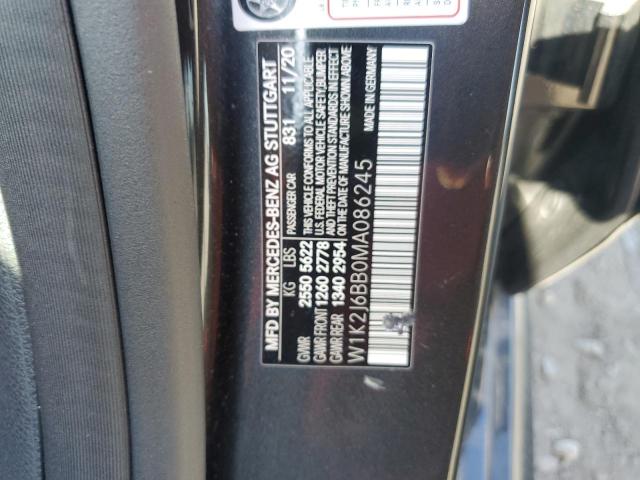 MFD BY MERCEDES-BENZ AG STUTTGART
831 11/20
PASSENGER CAR
KG LBS
GVWR 2550 5622
GAWR FRONT 1260 2778
GAWR REAR 1340 2954
THIS VEHICLE CONFORMS TO ALL APPLICABLE
U.S. FEDERAL MOTOR VEHICLE SAFETY/BUMPER
AND THEFT PREVENTION STANDARDS IN EFFECT
ON THE DATE OF MANUFACTURE SHOWN ABOVE
MADE IN GERMANY
W1K2J6BB0MA086245